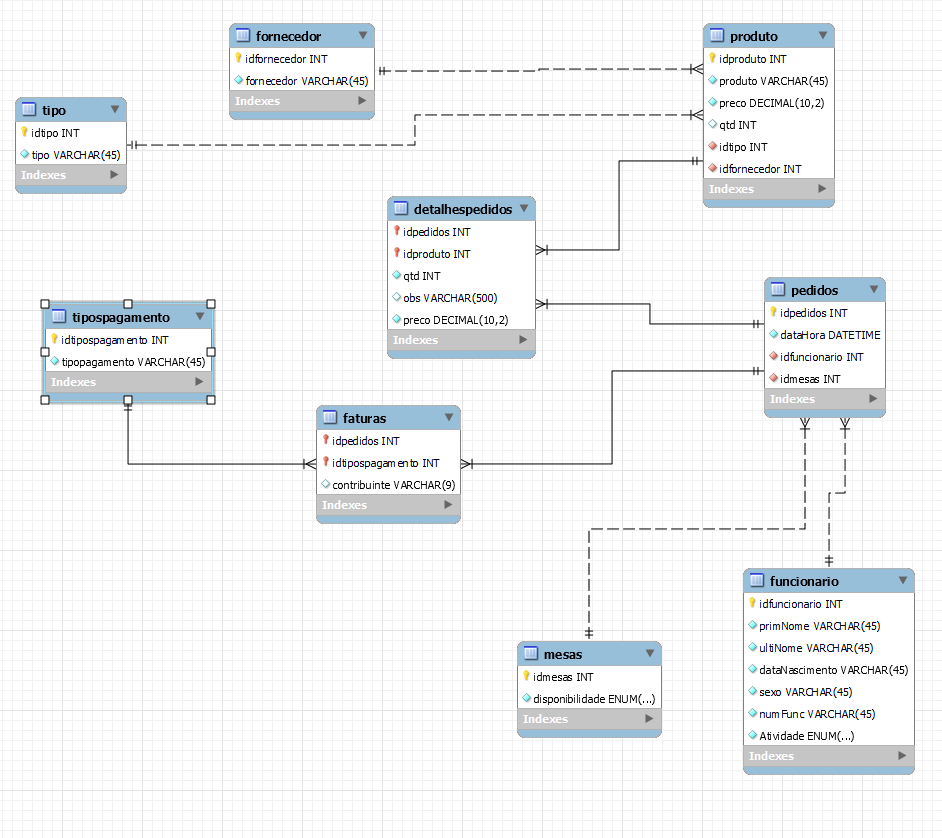 fornecedor
idfornecedor INT
fornecedor VARCHAR(45)
Indexes
produto
idproduto INT
produto VARCHAR(45)
preco DECIMAL(10,2)
qtd INT
idtipo INT
idfornecedor INT
Indexes
tipo
idtipo INT
tipo VARCHAR(45)
Indexes
detalhespedidos
idpedidos INT
idproduto INT
qtd INT
obs VARCHAR(500)
preco DECIMAL(10,2)
Indexes
pedidos
idpedidos INT
dataHora DATETIME
idfuncionario INT
idmesas INT
Indexes
tipospagamento
idtipospagamento INT
tipopagamento VARCHAR(45)
Indexes
faturas
idpedidos INT
idtipospagamento INT
contribuinte VARCHAR(9)
Indexes
funcionario
idfuncionario INT
primNome VARCHAR(45)
ultiNome VARCHAR(45)
dataNascimento VARCHAR(45)
sexo VARCHAR(45)
numFunc VARCHAR(45)
Atividade ENUM(...)
Indexes
mesas
idmesas INT
disponibilidade ENUM(...)
Indexes